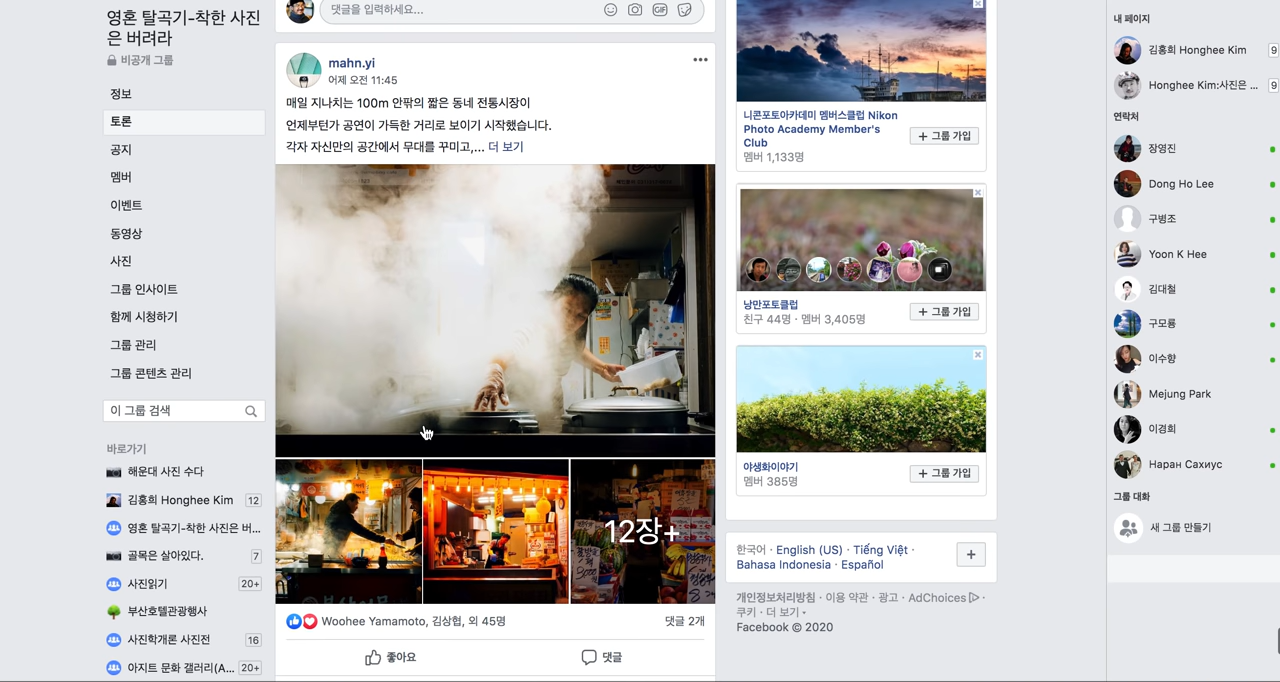 영혼 탈곡기-착한 사진
은 버려라
비공개 그룹
정보
토론
공지
멤버
이벤트
동영상
사진
그룹 인사이트
함께 시청하기
그룹 관리
그룹 콘텐츠 관리
이 그룹 검색
바로가기
해운대 사진 수다
김홍희 Honghee Kim 12
영혼 탈곡기-착한 사진은 버...
골목은 살아있다. 7
사진읽기 20+
부산호텔관광행사
사진학개론 사진전 16
아지트 문화 갤러리(A... 20+
댓글을 입력하세요...
GIF
mahn.yi
어제 오전 11:45
매일 지나치는 100m 안팎의 짧은 동네 전통시장이
언제부턴가 공연이 가득한 거리로 보이기 시작했습니다.
각자 자신만의 공간에서 무대를 꾸미고,... 더 보기
12장+
Woohee Yamamoto, 김상협, 외 45명
댓글 2개
좋아요
댓글
니콘포토아카데미 멤버스클럽 Nikon
Photo Academy Member's
Club
멤버 1,133명
+ 그룹 가입
낭만포토클럽
친구 44명 · 멤버 3,405명
+ 그룹 가입
야생화이야기
멤버 385명
+ 그룹 가입
한국어 · English (US) · Tiếng Việt ·
Bahasa Indonesia · Español
+
개인정보처리방침 · 이용 약관 · 광고 · AdChoices ·
쿠키 · 더 보기
Facebook © 2020
내 페이지
김홍희 Honghee Kim 9
Honghee Kim:사진은 ... 9
연락처
장영진
Dong Ho Lee
구병조
Yoon K Hee
김대철
구모룡
이수향
Mejung Park
이경희
Наран Сахиус
그룹 대화
새 그룹 만들기